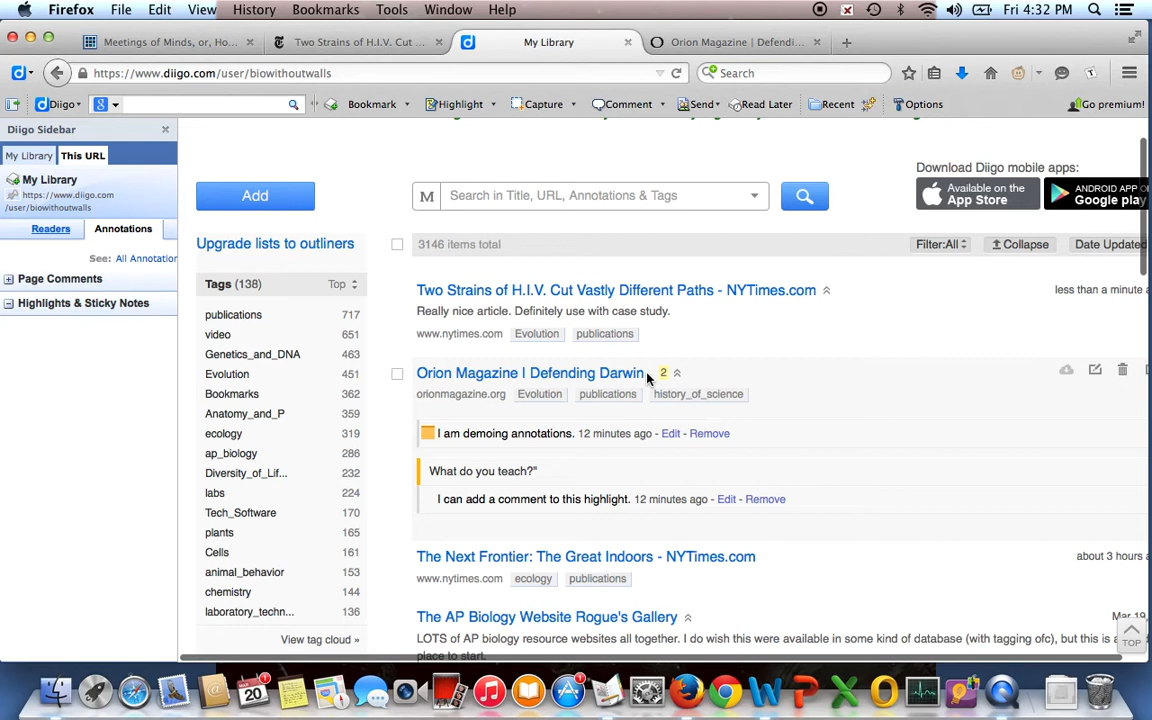 Firefox File Edit View History Bookmarks Tools Window Help Fri 4:32 PM
Meetings of Minds, or, Ho... Two Strains of H.I.V. Cut ... My Library Orion Magazine | Defendi...
https://www.diigo.com/user/biowithoutwalls Search
Diigo Bookmark Highlight Capture Comment Send Read Later Recent Options Go premium!
Diigo Sidebar
My Library This URL
My Library
https://www.diigo.com
/user/biowithoutwalls
Readers Annotations
See: All Annotation
Page Comments
Highlights & Sticky Notes
Download Diigo mobile apps:
Available on the
App Store
ANDROID APP O
Google play
Add
M Search in Title, URL, Annotations & Tags
Upgrade lists to outliners
3146 items total Filter:All Collapse Date Updated
Tags (138) Top
publications 717
video 651
Genetics_and_DNA 463
Evolution 451
Bookmarks 362
Anatomy_and_P 359
ecology 319
ap_biology 286
Diversity_of_Lif... 232
labs 224
Tech_Software 170
plants 165
Cells 161
animal_behavior 153
chemistry 144
laboratory_techn... 136
View tag cloud »
Two Strains of H.I.V. Cut Vastly Different Paths - NYTimes.com less than a minute a
Really nice article. Definitely use with case study.
www.nytimes.com Evolution publications
Orion Magazine | Defending Darwin 2
orionmagazine.org Evolution publications history_of_science
I am demoing annotations. 12 minutes ago - Edit - Remove
What do you teach?"
I can add a comment to this highlight. 12 minutes ago - Edit - Remove
The Next Frontier: The Great Indoors - NYTimes.com about 3 hours a
www.nytimes.com ecology publications
The AP Biology Website Rogue's Gallery Mar 19,
LOTS of AP biology resource websites all together. I do wish this were available in some kind of database (with tagging ofc), but this is a
place to start.
TOP
20